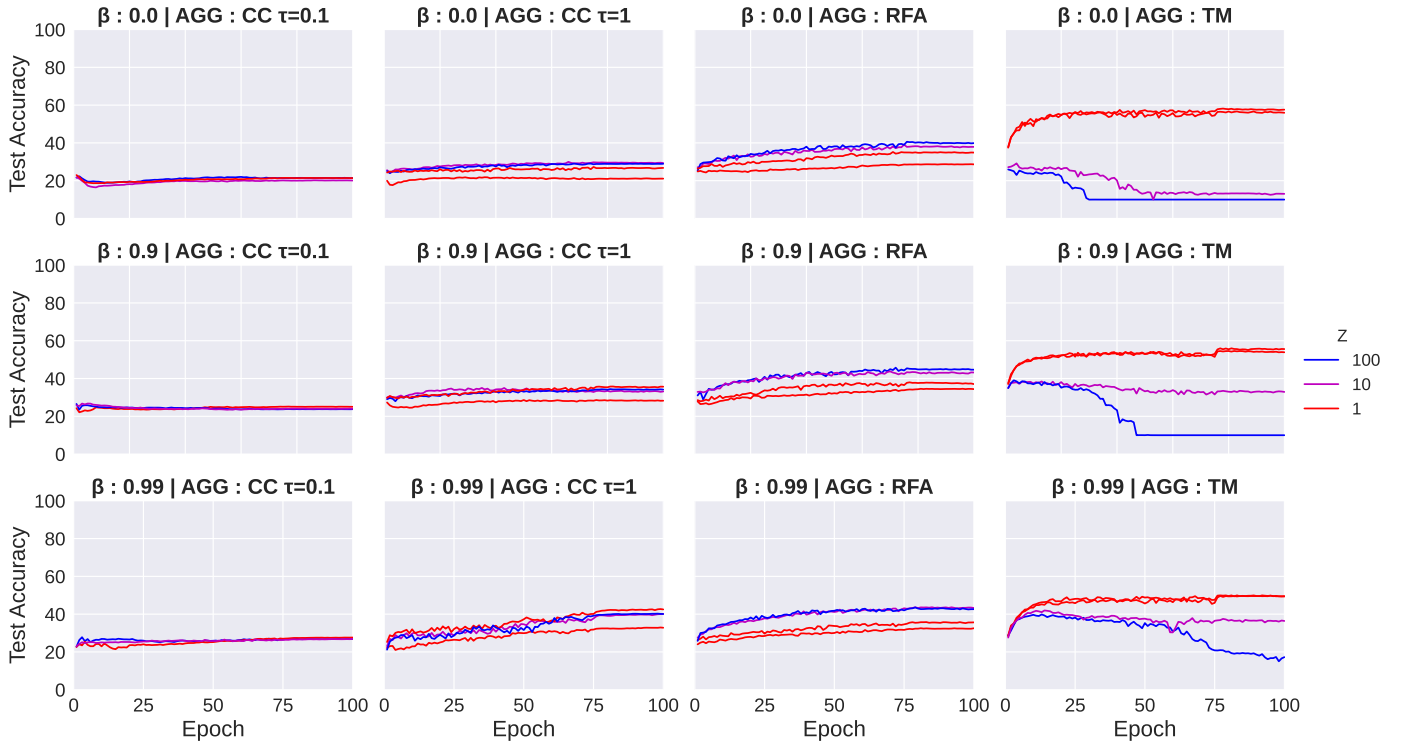 β : 0.0 | AGG : CC τ=0.1
β : 0.0 | AGG : CC τ=1
β : 0.0 | AGG : RFA
β : 0.0 | AGG : TM
100
80
60
40
20
0
Test Accuracy
β : 0.9 | AGG : CC τ=0.1
β : 0.9 | AGG : CC τ=1
β : 0.9 | AGG : RFA
β : 0.9 | AGG : TM
100
80
60
40
20
0
Test Accuracy
Z
100
10
1
β : 0.99 | AGG : CC τ=0.1
β : 0.99 | AGG : CC τ=1
β : 0.99 | AGG : RFA
β : 0.99 | AGG : TM
100
80
60
40
20
0
Test Accuracy
0 25 50 75 100
0 25 50 75 100
0 25 50 75 100
0 25 50 75 100
Epoch
Epoch
Epoch
Epoch